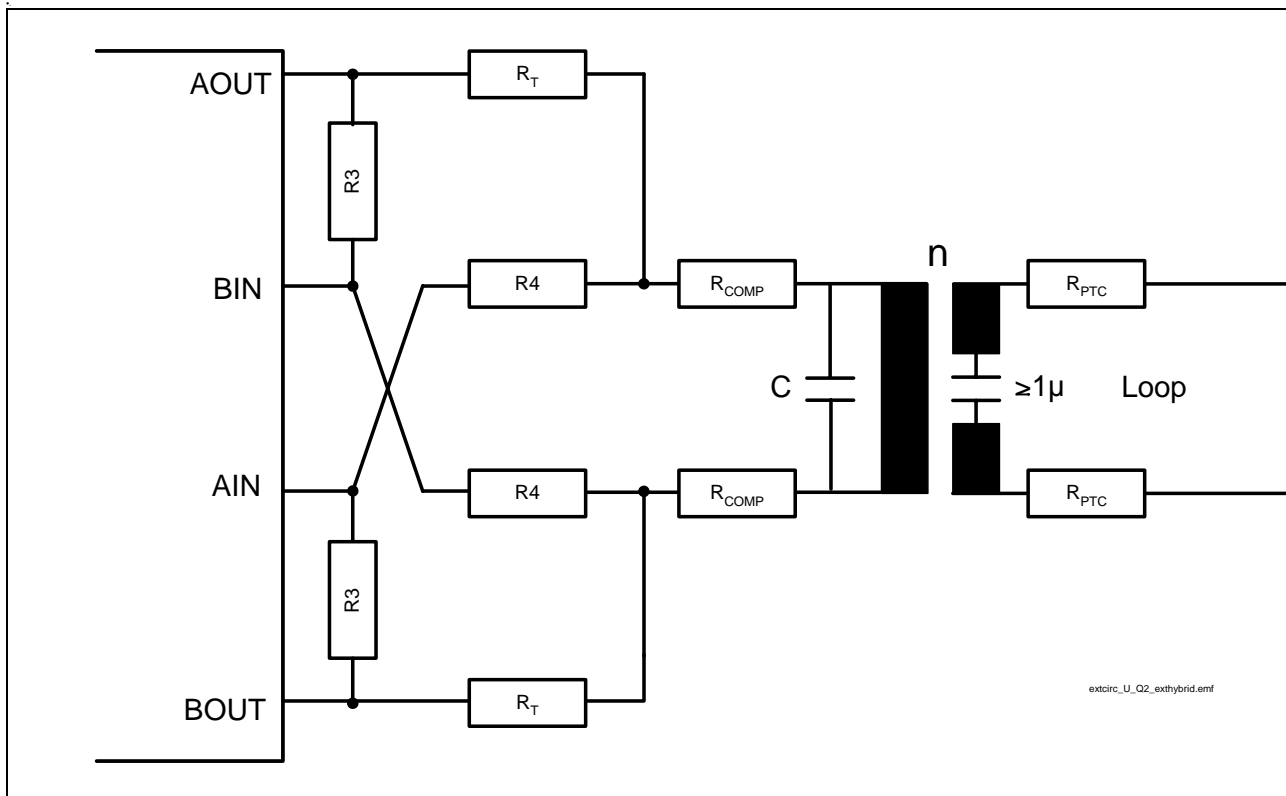 AOUT
R3
BIN
AIN
R3
BOUT
R_T
R4
R4
R_T
R_COMP
R_COMP
C
n
≥1µ
R_PTC
Loop
R_PTC
extcirc_U_Q2_exthybrid.emf